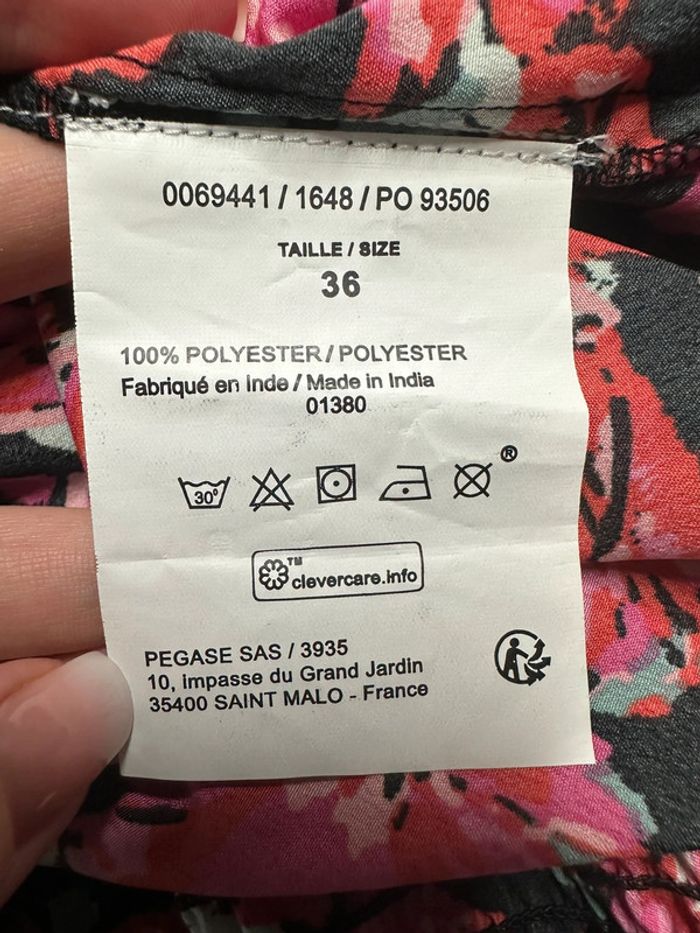 0069441 / 1648 / PO 93506
TAILLE / SIZE
36
100% POLYESTER / POLYESTER
Fabriqué en Inde / Made in India
01380
30°
®
TM
clevercare.info
PEGASE SAS / 3935
10, impasse du Grand Jardin
35400 SAINT MALO - France